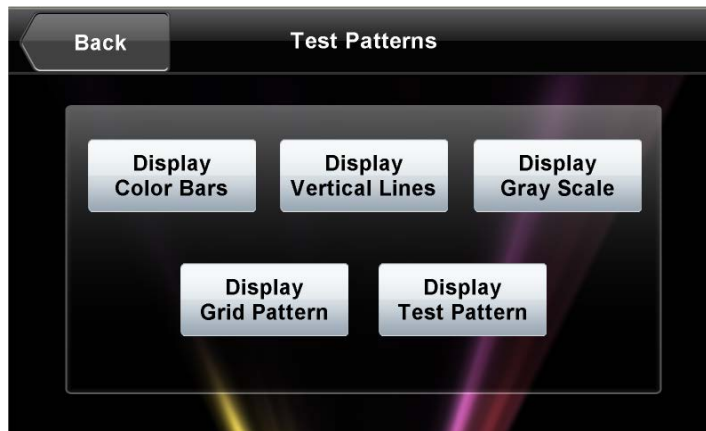 Back
Test Patterns
Display
Color Bars
Display
Vertical Lines
Display
Gray Scale
Display
Grid Pattern
Display
Test Pattern